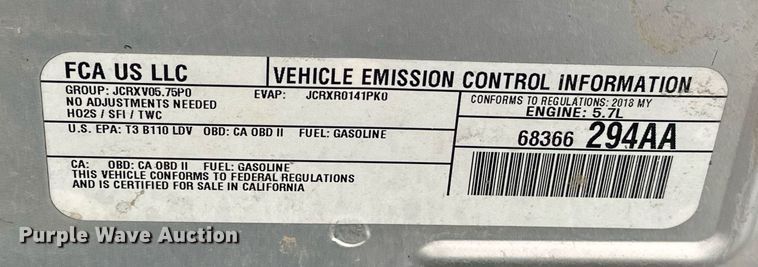 FCA US LLC
VEHICLE EMISSION CONTROL INFORMATION
GROUP: JCRXV05.75P0 EVAP: JCRXR0141PK0
NO ADJUSTMENTS NEEDED
HO2S / SFI / TWC
CONFORMS TO REGULATIONS: 2018 MY
ENGINE: 5.7L
U.S. EPA: T3 B110 LDV OBD: CA OBD II FUEL: GASOLINE
68366 294AA
CA: OBD: CA OBD II FUEL: GASOLINE
THIS VEHICLE CONFORMS TO FEDERAL REGULATIONS
AND IS CERTIFIED FOR SALE IN CALIFORNIA
Purple Wave Auction